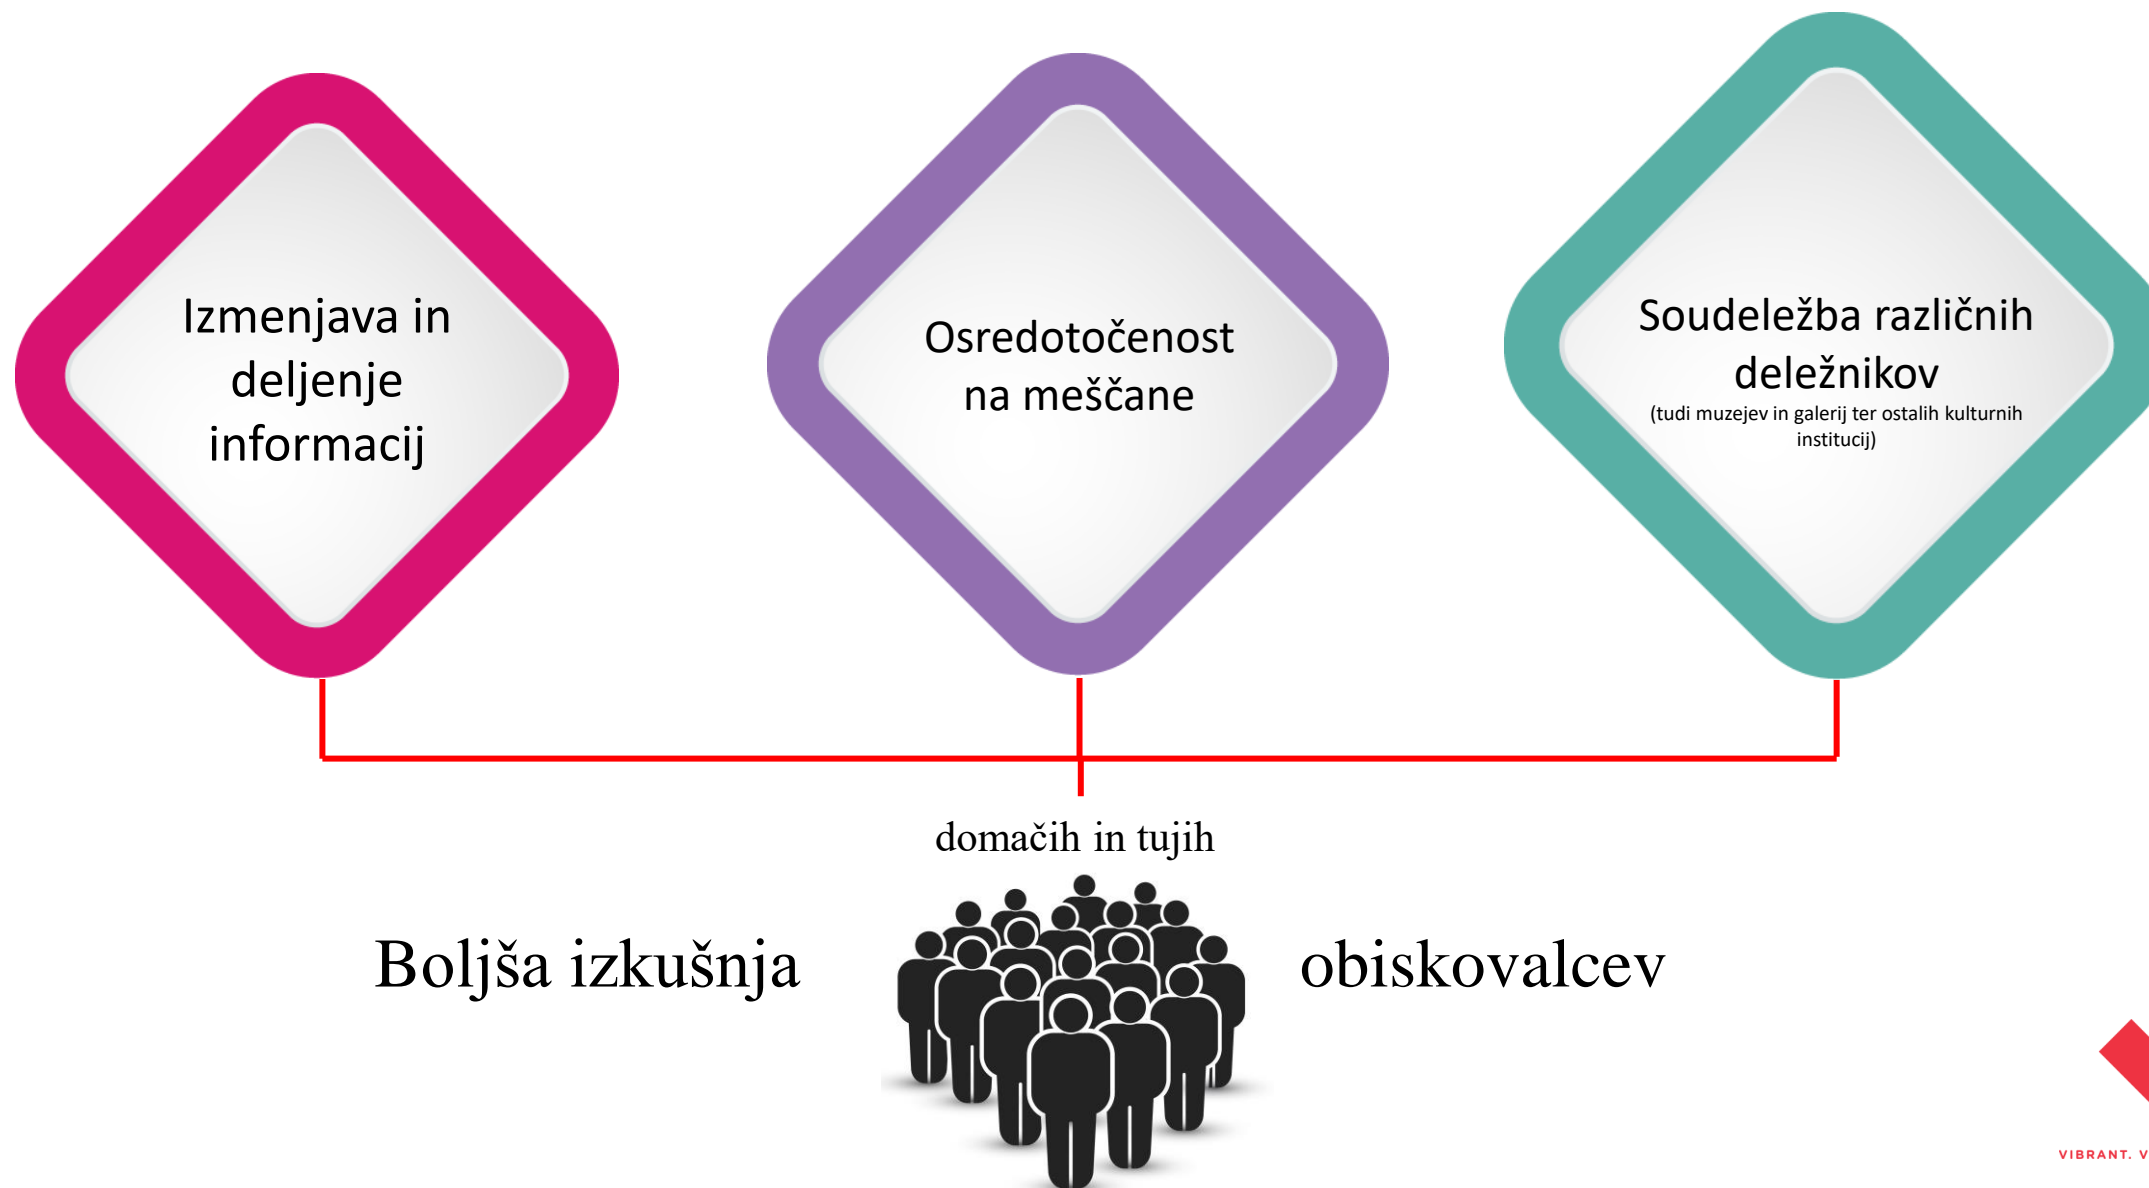 Izmenjava in
deljenje
informacij
Osredotočenost
na meščane
Soudeležba različnih
deležnikov
(tudi muzejev in galerij ter ostalih kulturnih
institucij)
domačih in tujih
Boljša izkušnja
obiskovalcev
VIBRANT.